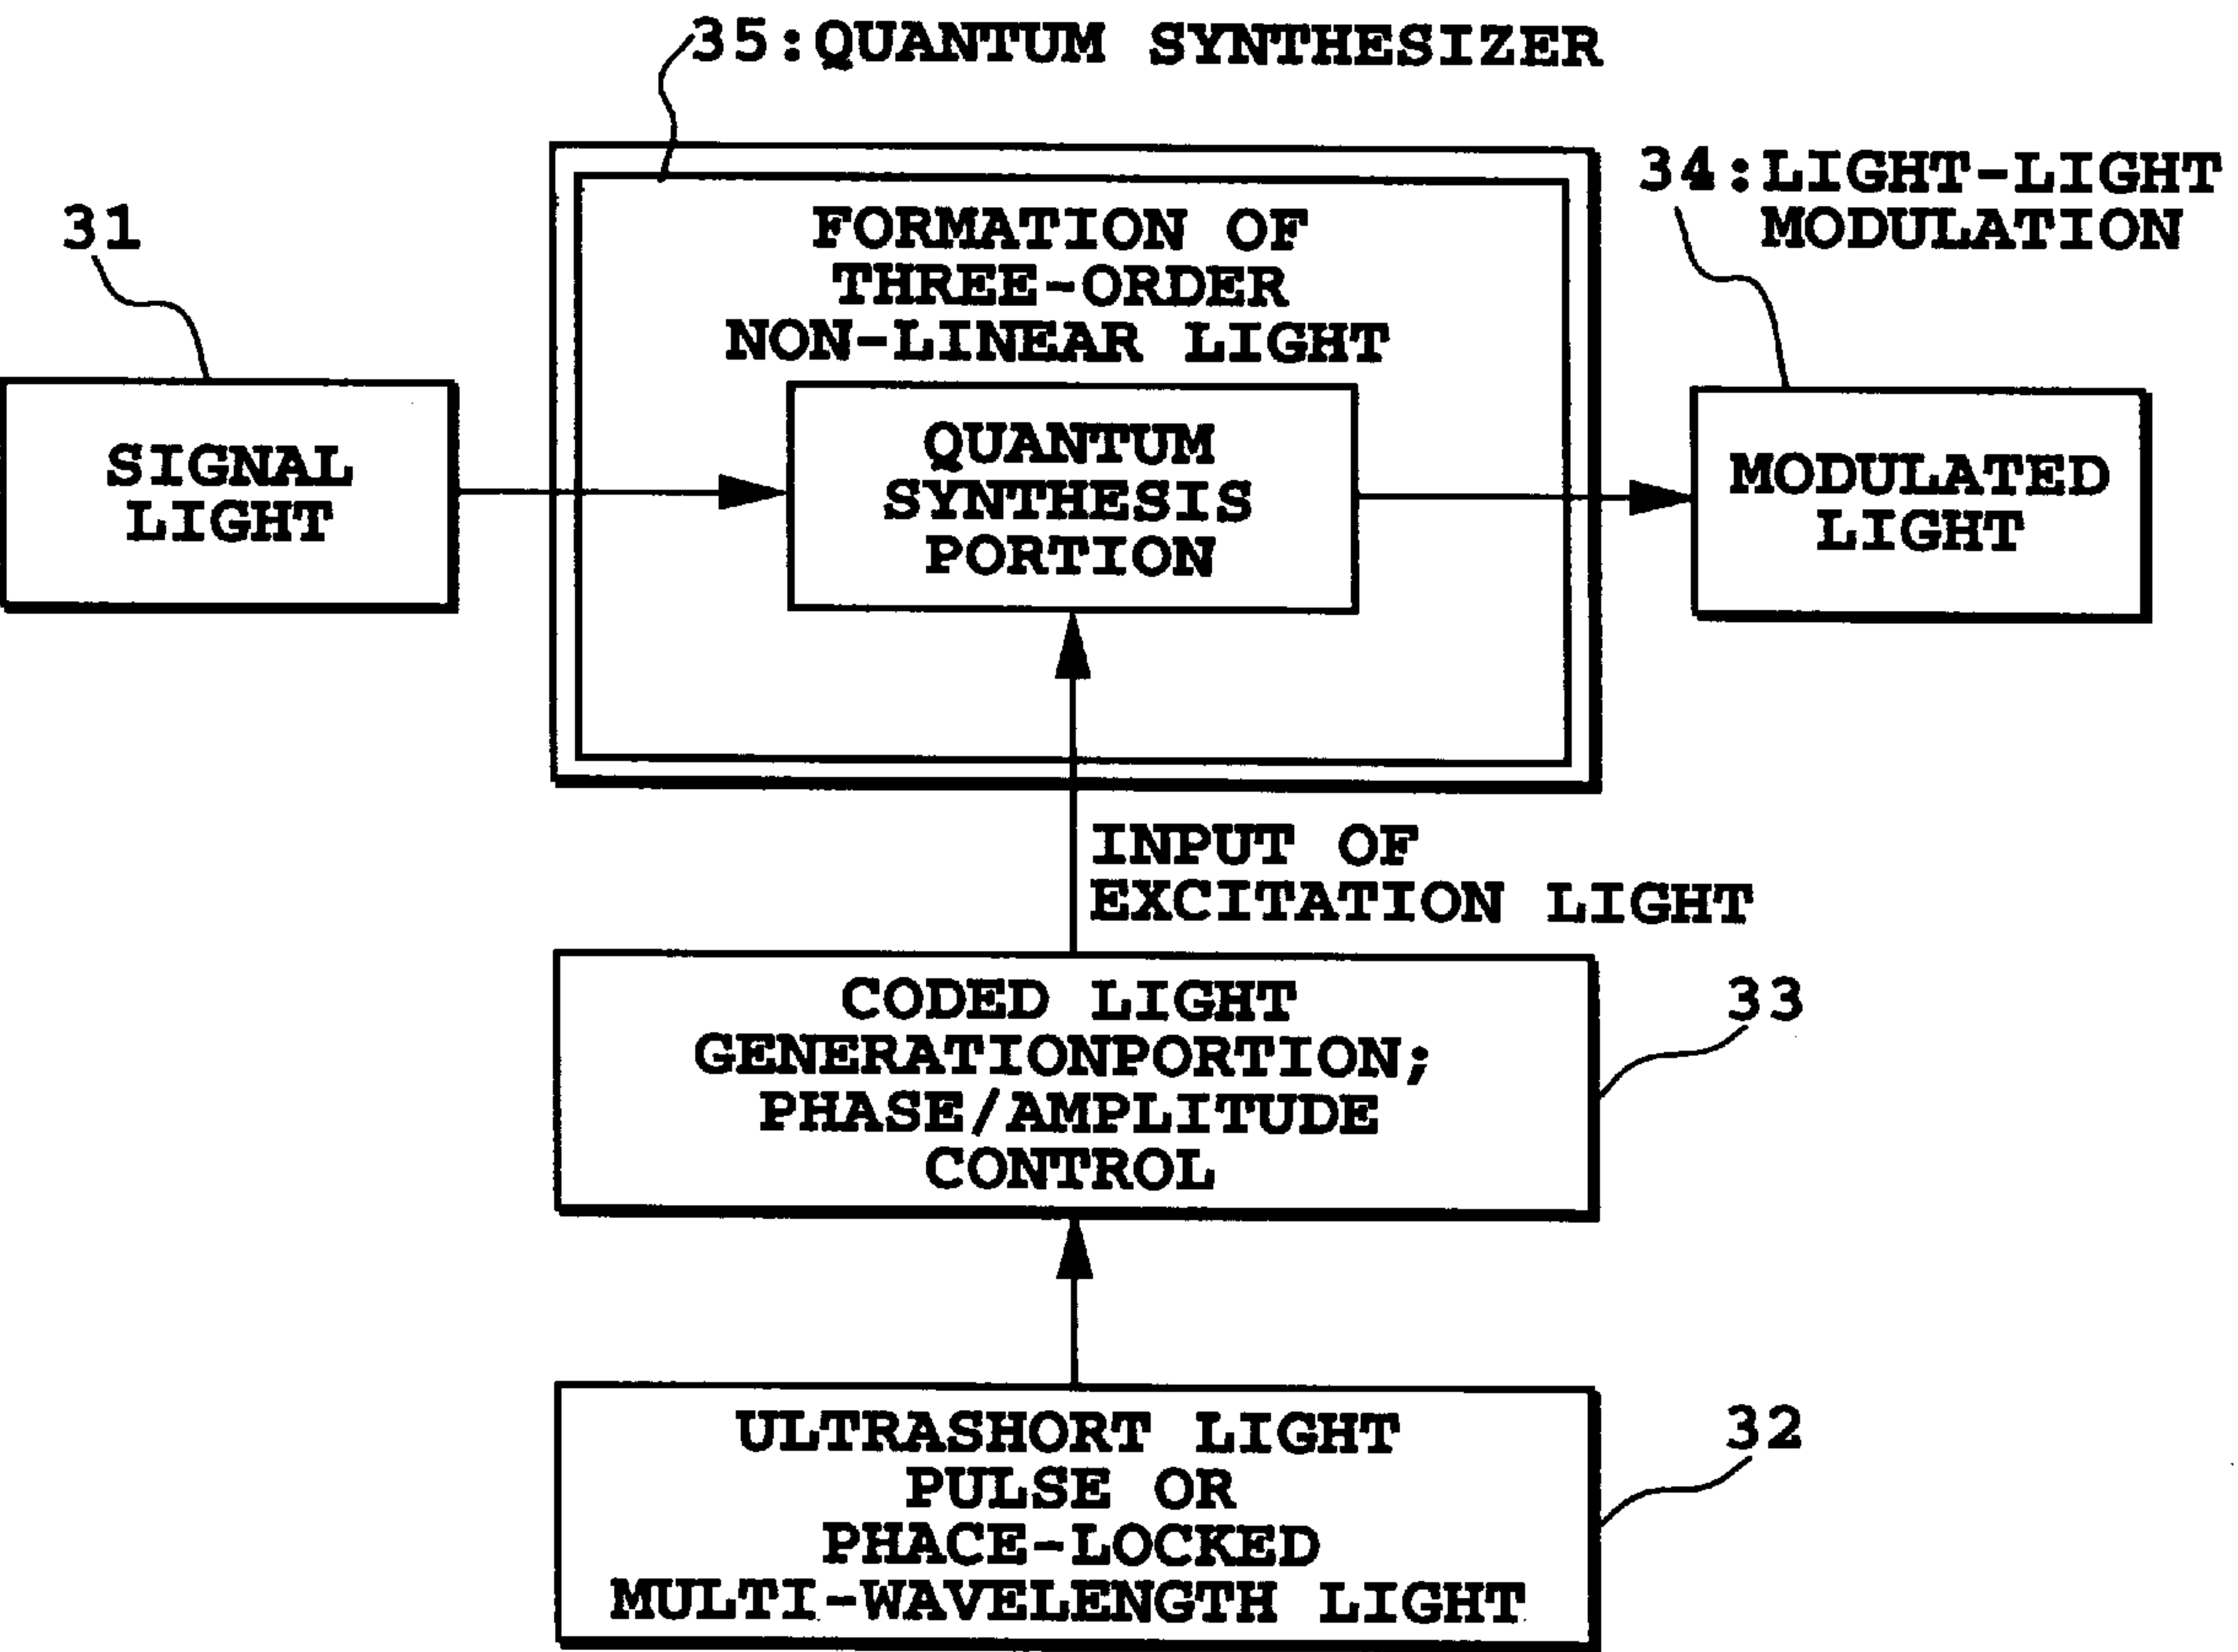 35:QUANTUM SYNTHESIZER
34:LIGHT-LIGHT
MODULATION
31
FORMATION OF
THREE-ORDER
NON-LINEAR LIGHT
SIGNAL
LIGHT
QUANTUM
SYNTHESIS
PORTION
MODULATED
LIGHT
INPUT OF
EXCITATION LIGHT
CODED LIGHT
GENERATIONPORTION;
PHASE/AMPLITUDE
CONTROL
33
ULTRASHORT LIGHT
PULSE OR
PHACE-LOCKED
MULTI-WAVELENGTH LIGHT
32